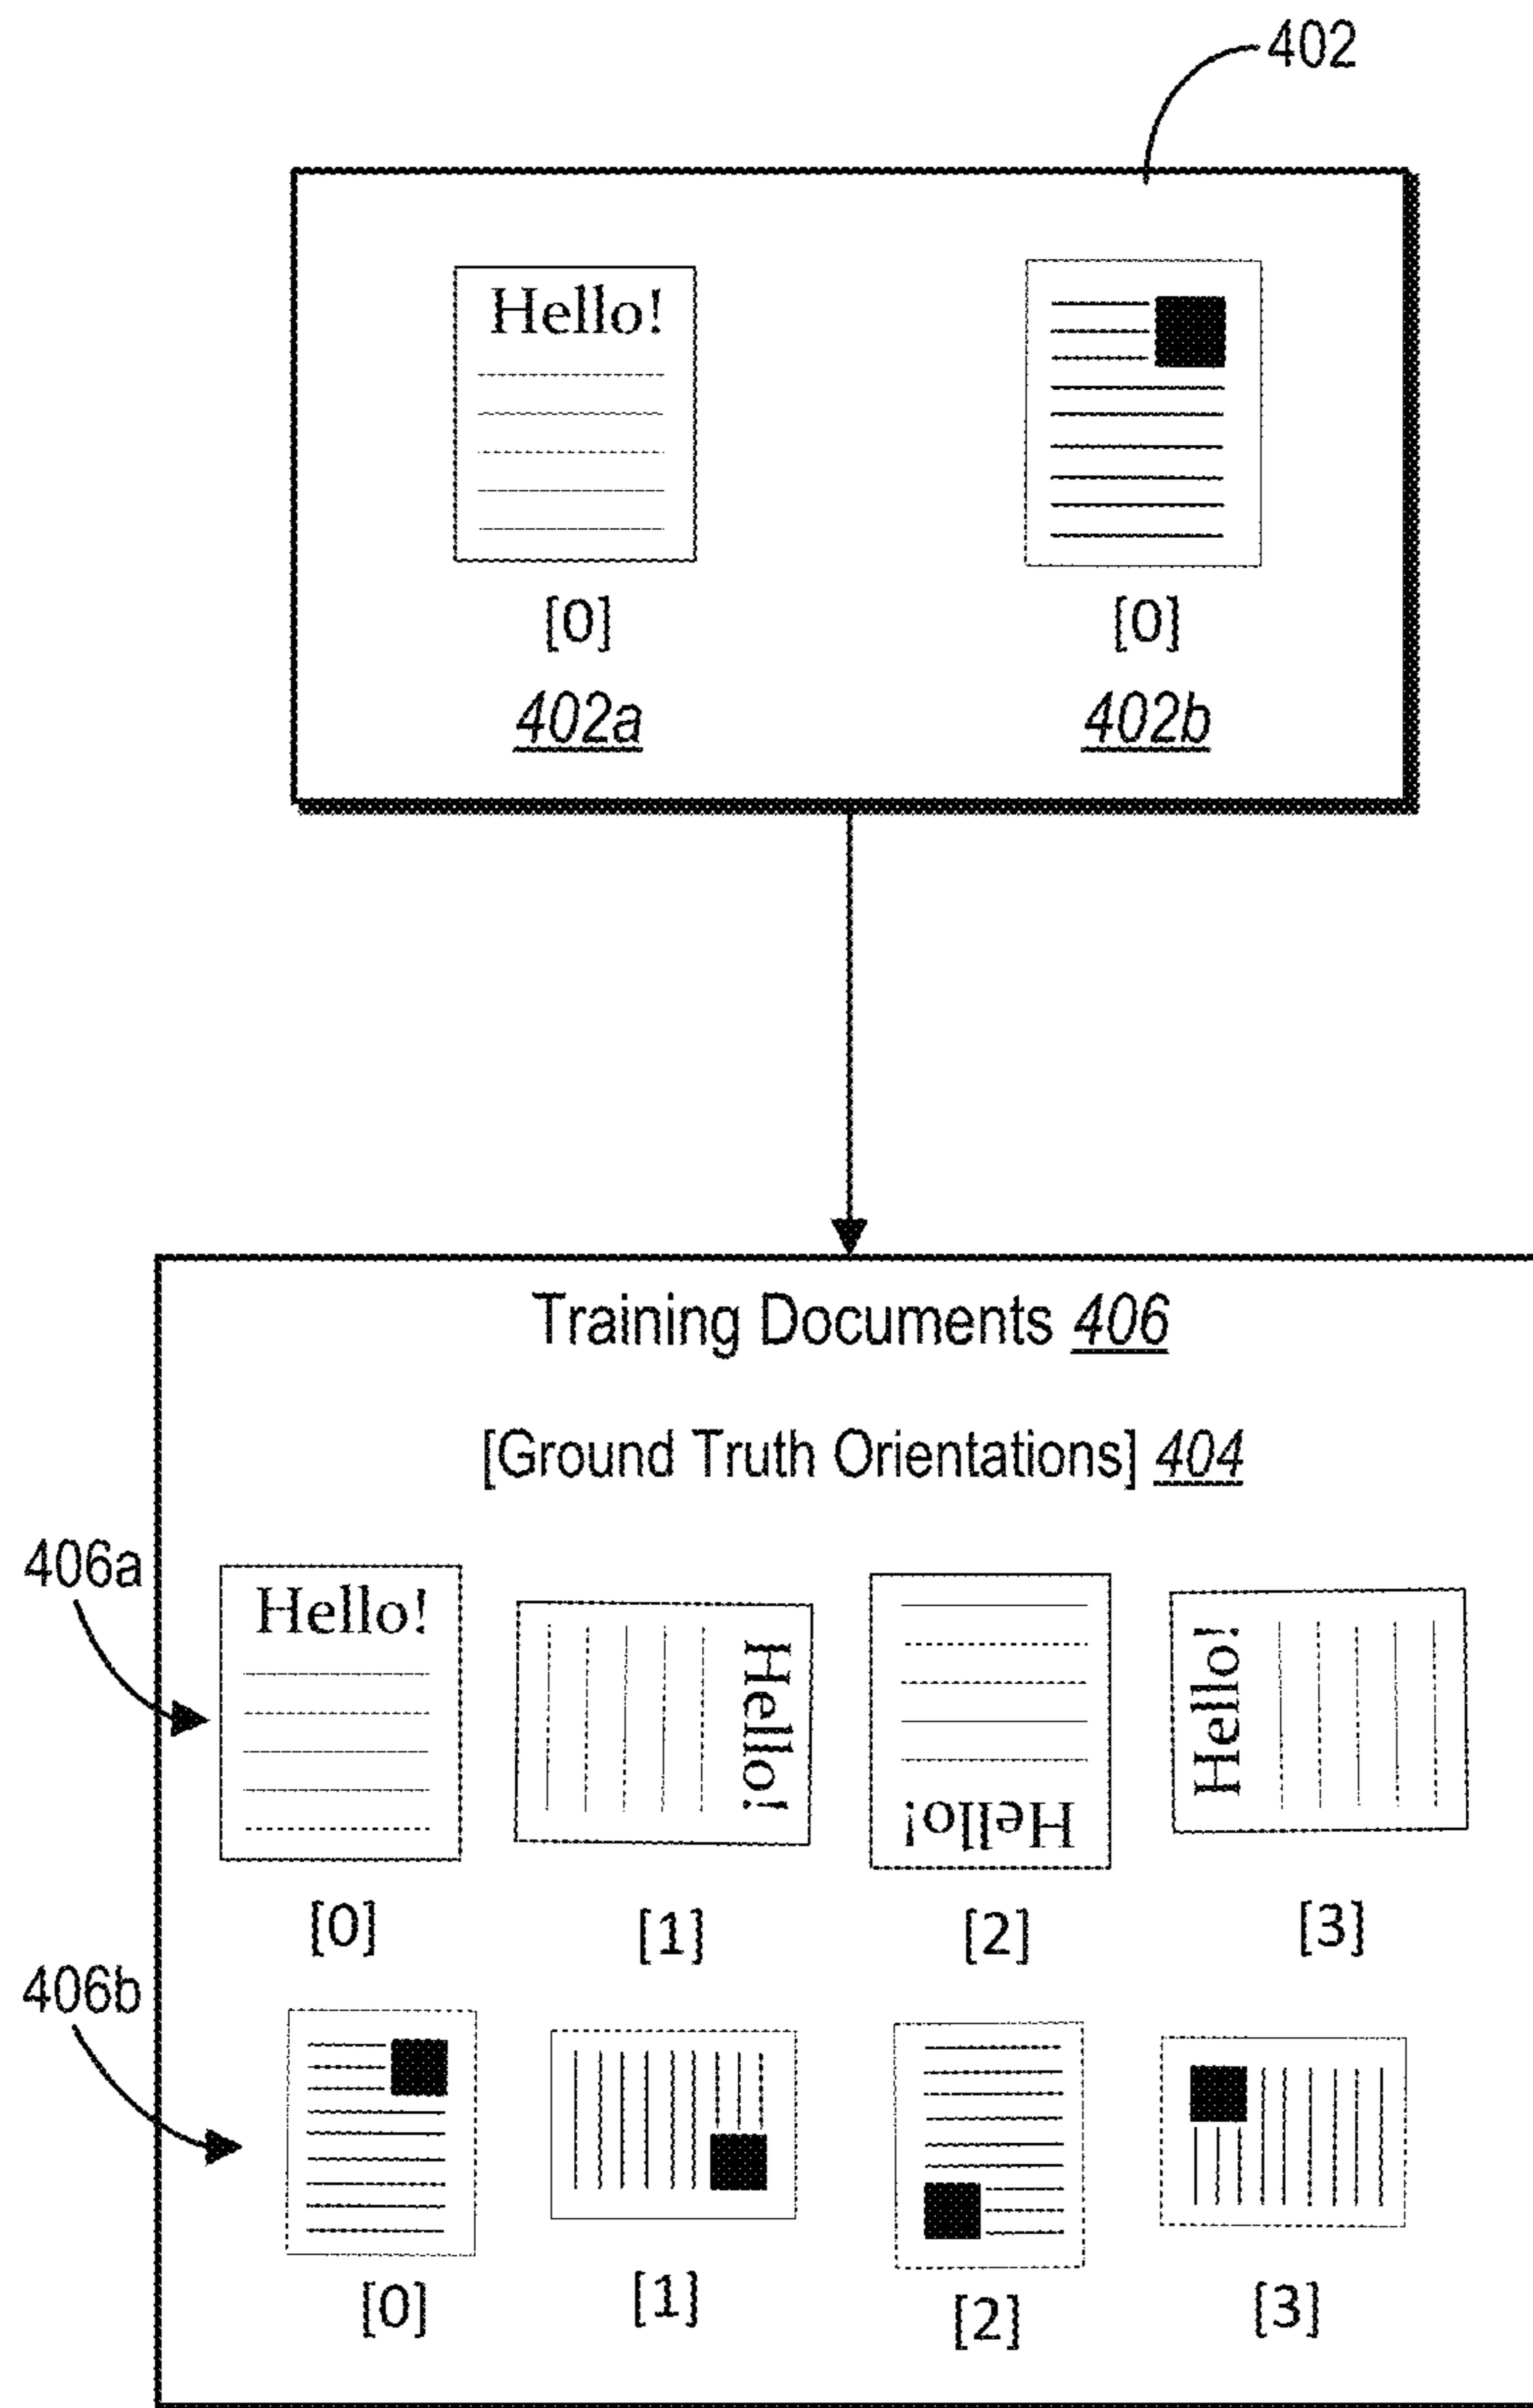 402
Hello!
[0]
[0]
402a
402b
Training Documents 406
[Ground Truth Orientations] 404
406a
Hello!
Hello!
Hello!
Hello!
[0]
[1]
[2]
[3]
406b
[0]
[1]
[2]
[3]